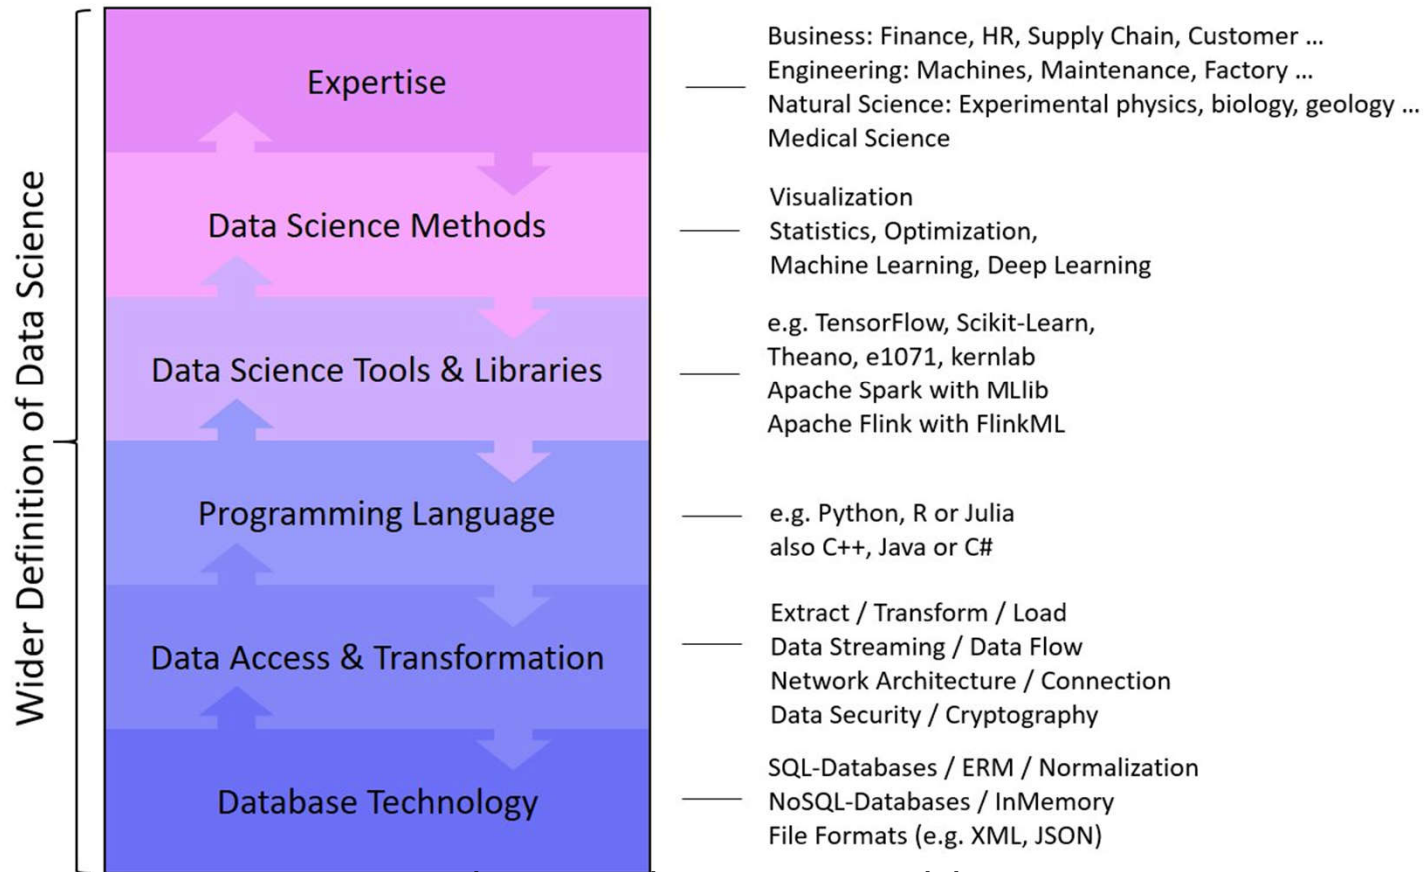 Wider Definition of Data Science
Expertise
Business: Finance, HR, Supply Chain, Customer ...
Engineering: Machines, Maintenance, Factory ...
Natural Science: Experimental physics, biology, geology ...
Medical Science
Data Science Methods
Visualization
Statistics, Optimization,
Machine Learning, Deep Learning
Data Science Tools & Libraries
e.g. TensorFlow, Scikit-Learn,
Theano, e1071, kernlab
Apache Spark with MLlib
Apache Flink with FlinkML
Programming Language
e.g. Python, R or Julia
also C++, Java or C#
Data Access & Transformation
Extract / Transform / Load
Data Streaming / Data Flow
Network Architecture / Connection
Data Security / Cryptography
Database Technology
SQL-Databases / ERM / Normalization
NoSQL-Databases / InMemory
File Formats (e.g. XML, JSON)